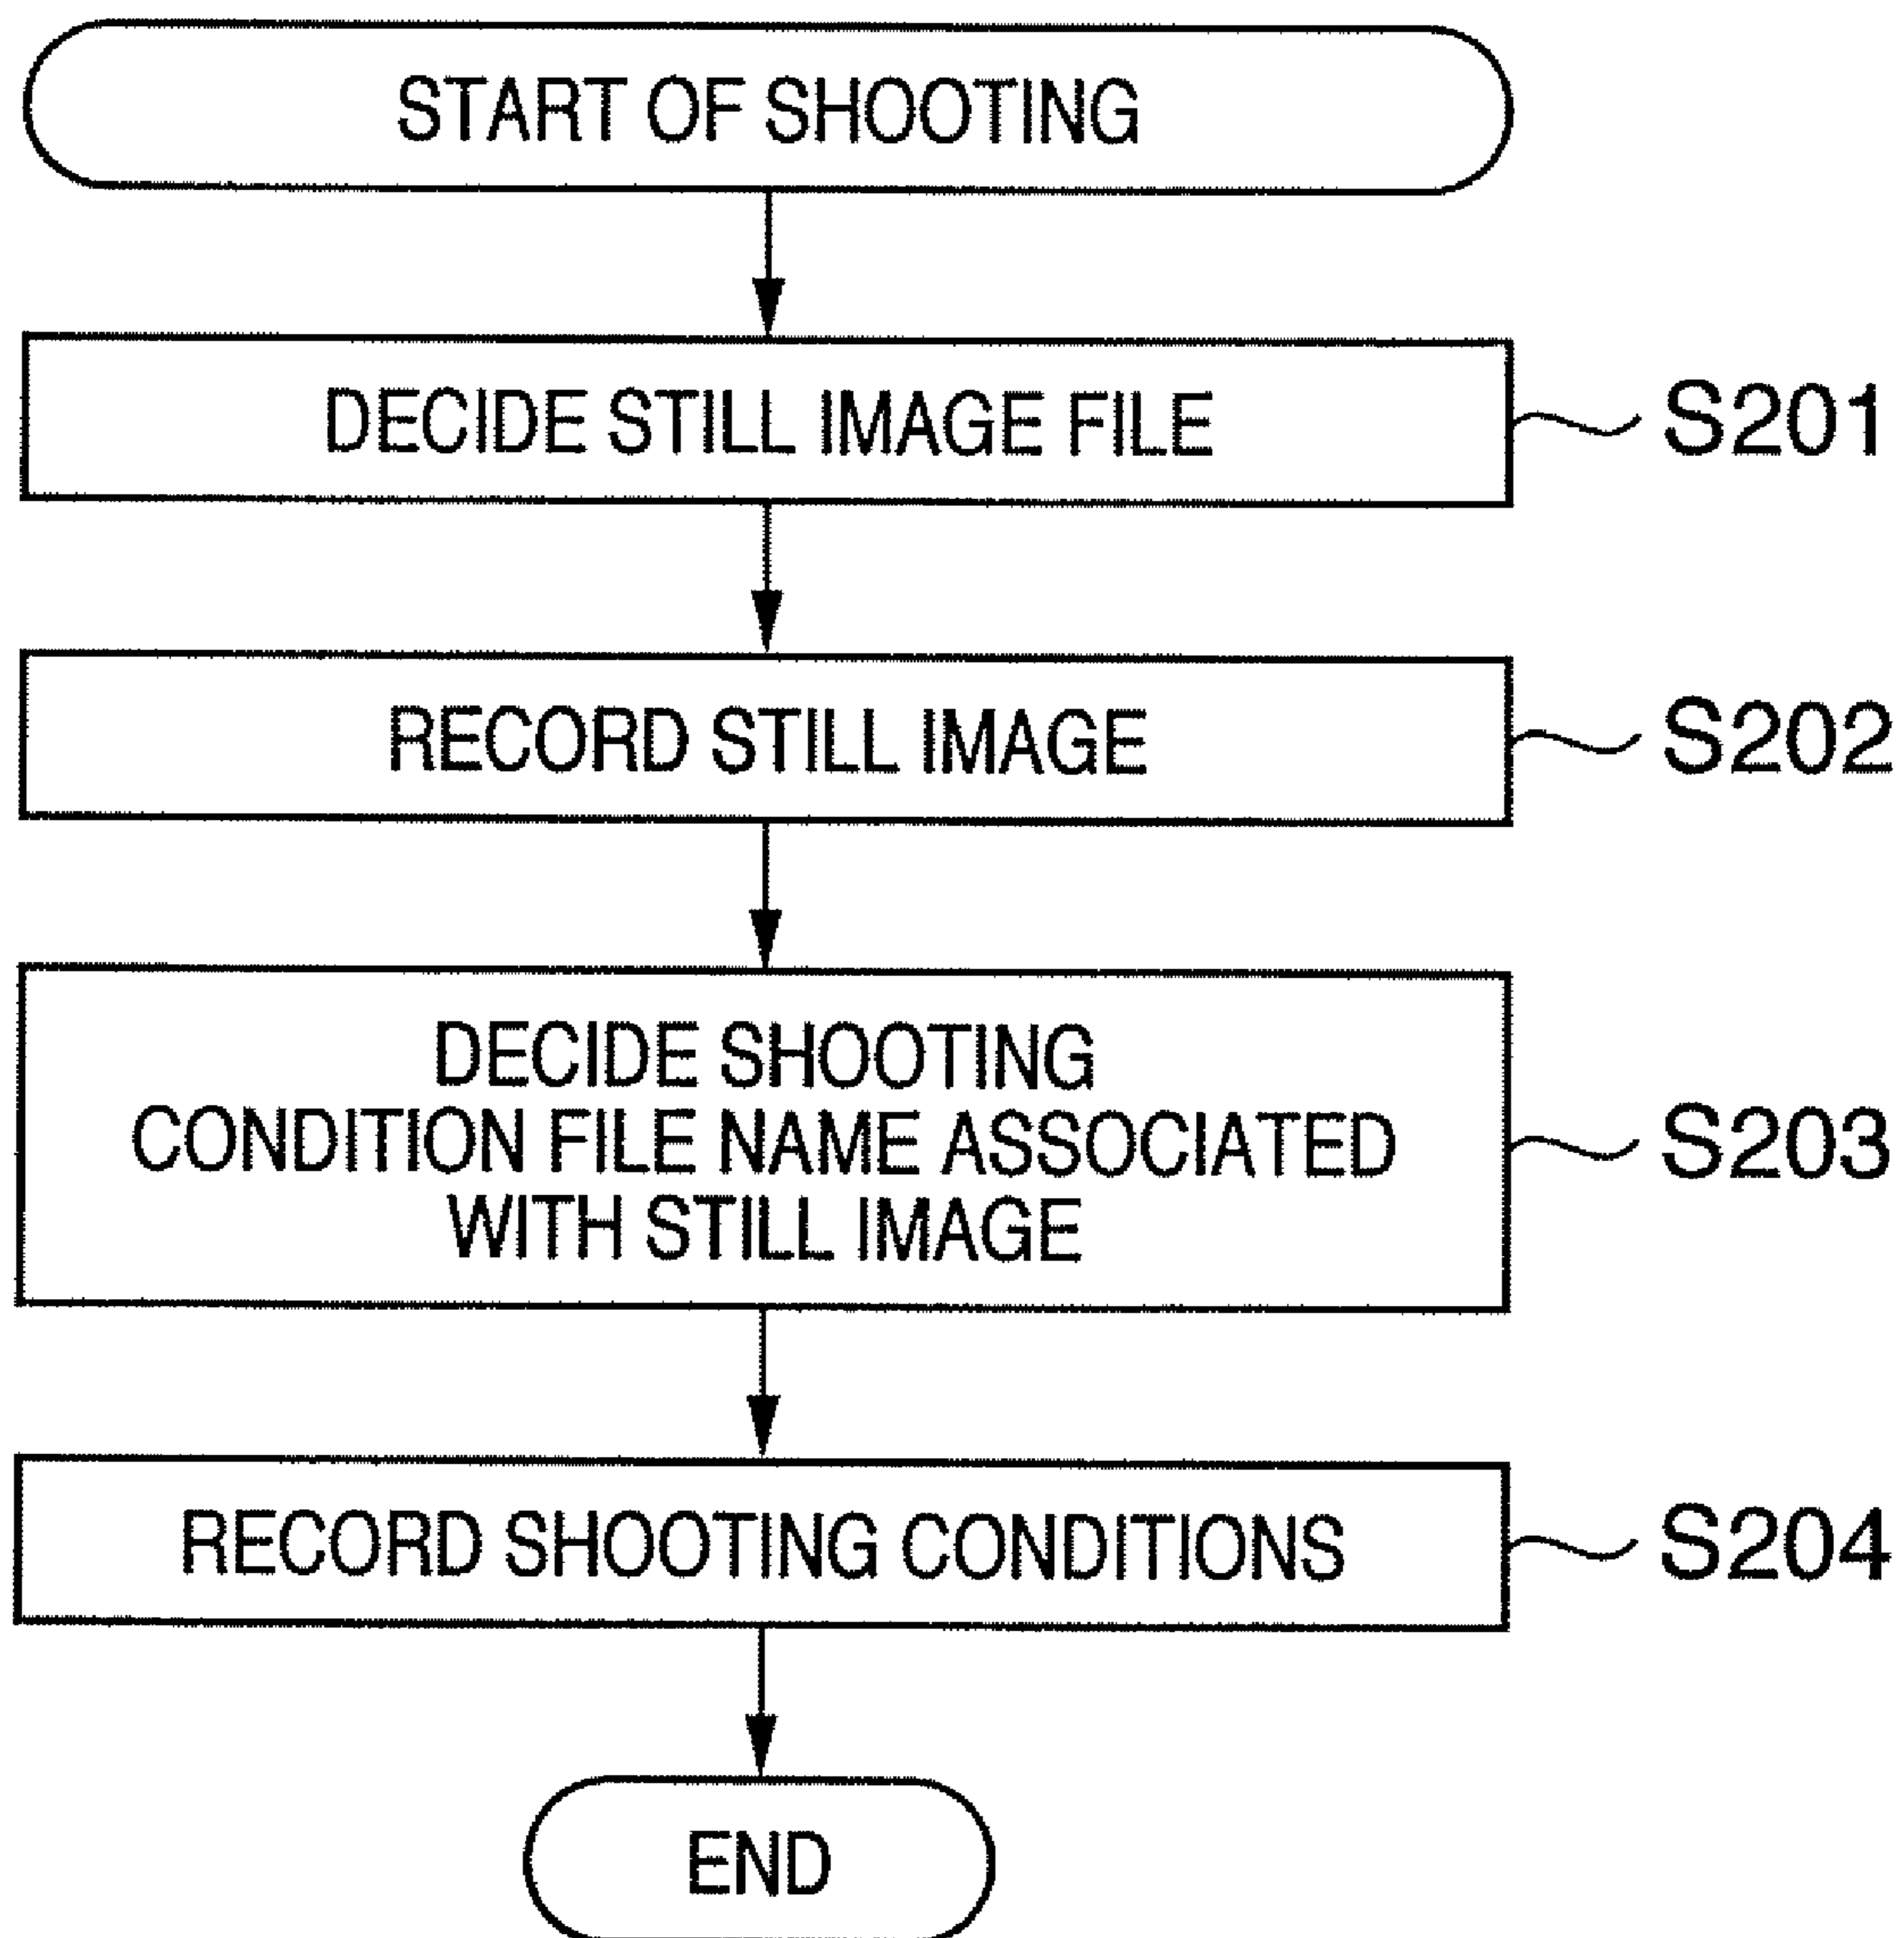 START OF SHOOTING
DECIDE STILL IMAGE FILE
S201
RECORD STILL IMAGE
S202
DECIDE SHOOTING
CONDITION FILE NAME ASSOCIATED
WITH STILL IMAGE
S203
RECORD SHOOTING CONDITIONS
S204
END